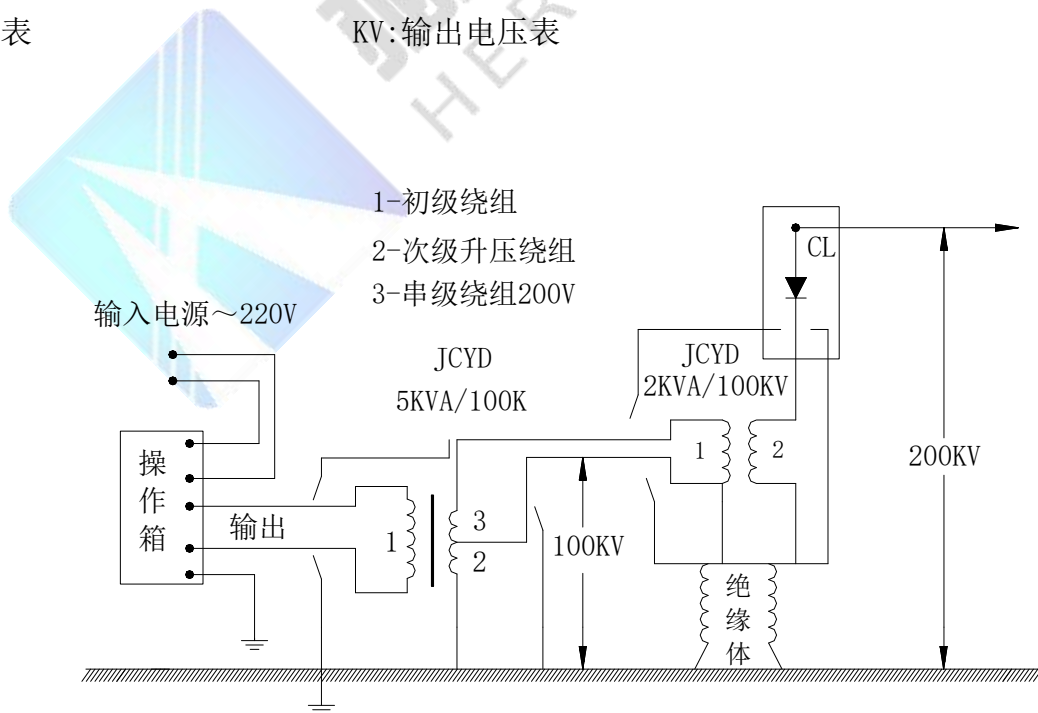 表
KV:输出电压表
HER
1-初级绕组
2-次级升压绕组
3-串级绕组200V
输入电源～220V
CL
JCYD
5KVA/100K
JCYD
2KVA/100KV
操作箱
输出
1
3
2
1
2
100KV
200KV
绝缘体